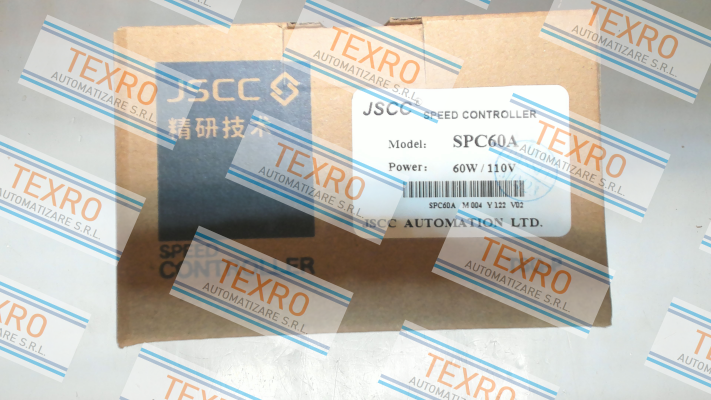 JSCC
精研技术
SPEED
CONTROLLER
JSCC SPEED CONTROLLER
Model: SPC60A
Power: 60W/110V
SPC60A M 004 Y122 V02
JSCC AUTOMATION LTD.
TEXRO
AUTOMATIZARE S.R.L.